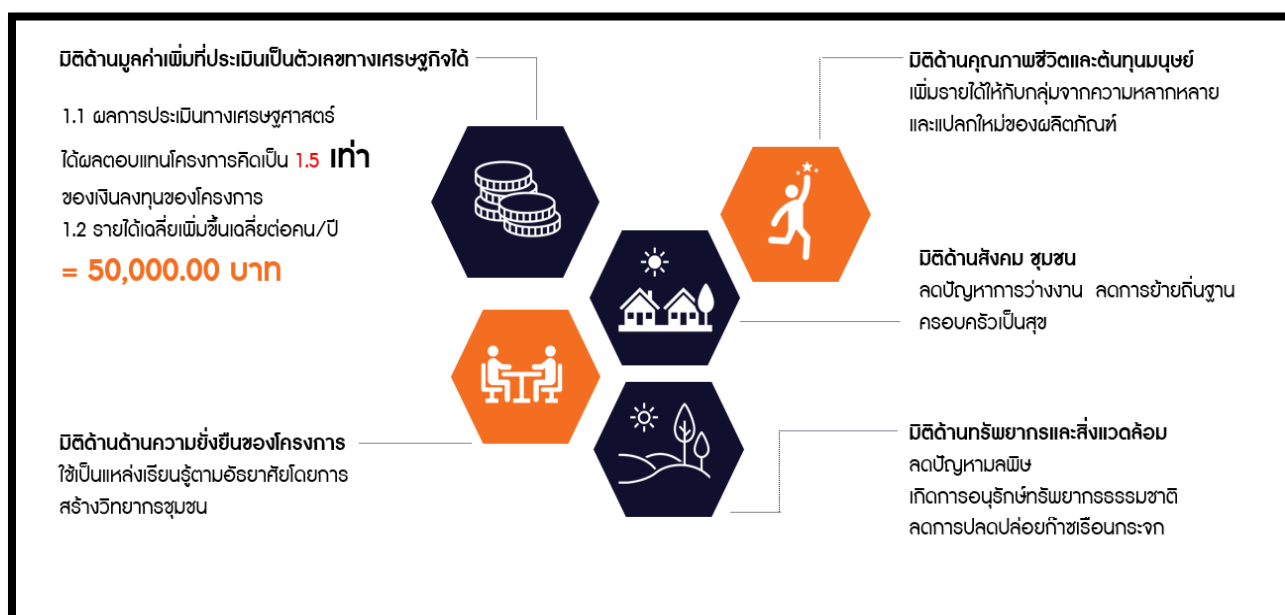 มิติด้านมูลค่าเพิ่มที่ประเมินเป็นตัวเลขทางเศรษฐกิจได้
1.1 ผลการประเมินทางเศรษฐศาสตร์
ได้ผลตอบแทนโครงการคิดเป็น 1.5 เท่า
ของเงินลงทุนของโครงการ
1.2 รายได้เฉลี่ยเพิ่มขึ้นเฉลี่ยต่อคน/ปี
= 50,000.00 บาท
มิติด้านคุณภาพชีวิตและต้นทุนมนุษย์
เพิ่มรายได้ให้กับกลุ่มจากความหลากหลาย
และแปลกใหม่ของผลิตภัณฑ์
มิติด้านสังคม ชุมชน
ลดปัญหาการว่างงาน ลดการย้ายถิ่นฐาน
ครอบครัวเป็นสุข
มิติด้านด้านความยั่งยืนของโครงการ
ใช้เป็นแหล่งเรียนรู้ตามอัธยาศัยโดยการ
สร้างวิทยากรชุมชน
มิติด้านทรัพยากรและสิ่งแวดล้อม
ลดปัญหามลพิษ
เกิดการอนุรักษ์ทรัพยากรธรรมชาติ
ลดการปลดปล่อยก๊าซเรือนกระจก